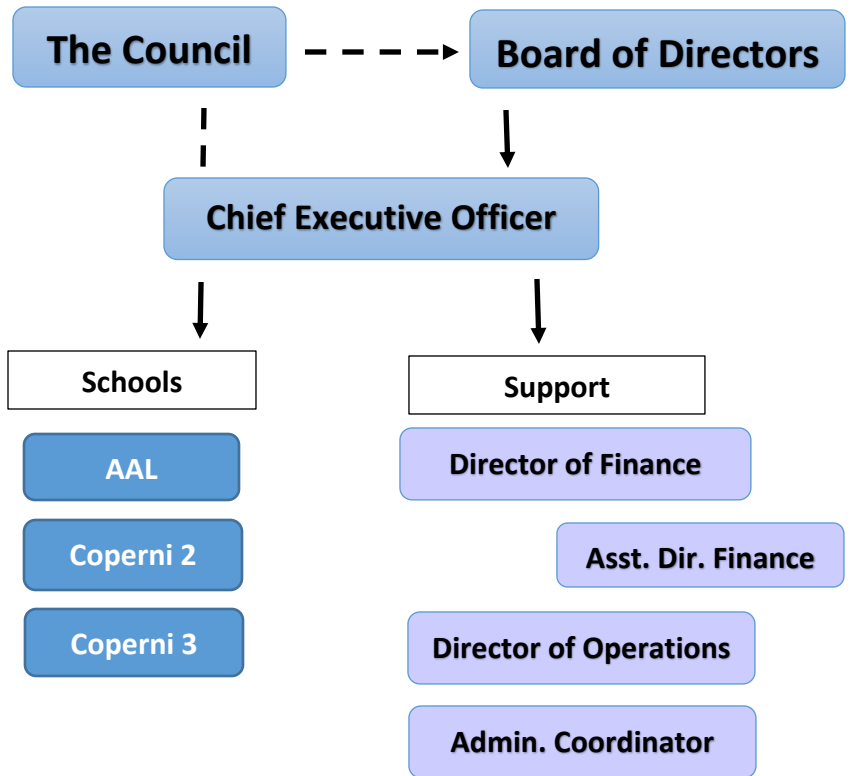 The Council
Board of Directors
Chief Executive Officer
Schools
Support
AAL
Director of Finance
Coperni 2
Asst. Dir. Finance
Coperni 3
Director of Operations
Admin. Coordinator